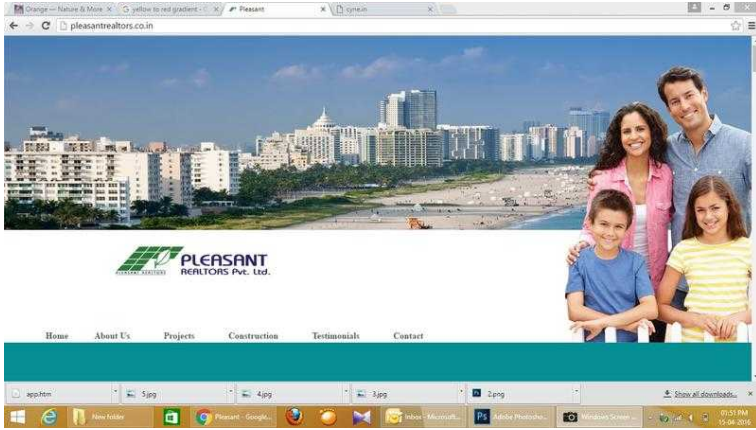 Orange — Nature & More
yellow to red gradient - G
Pleasant
cyne.in
pleasantrealtors.co.in
PLEASANT REALTORS
PLEASANT
REALTORS Pvt. Ltd.
Home About Us Projects Construction Testimonials Contact
app.htm 5.jpg 4.jpg 3.jpg 2.png Show all downloads...
New folder Pleasant - Google... Inbox - Microsoft... Adobe Photosho... Windows Screen ...
01:51 PM
15-04-2016